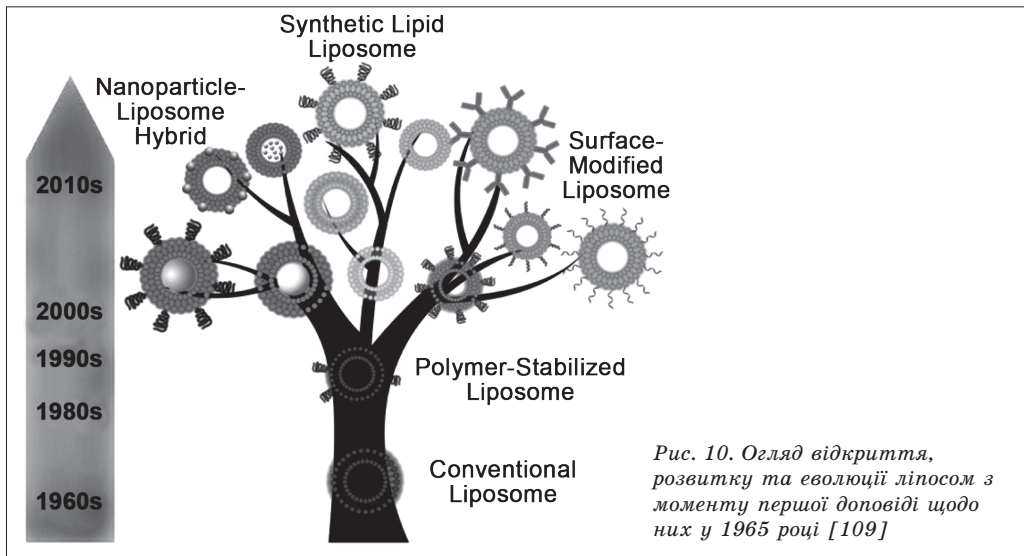 Synthetic Lipid
Liposome
Nanoparticle-
Liposome
Hybrid
Surface-
Modified
Liposome
2010s
2000s
1990s
1980s
1960s
Polymer-Stabilized
Liposome
Conventional
Liposome
Рис. 10. Огляд відкриття,
розвитку та еволюції ліпосом з
моменту першої доповіді щодо
них у 1965 році [109]